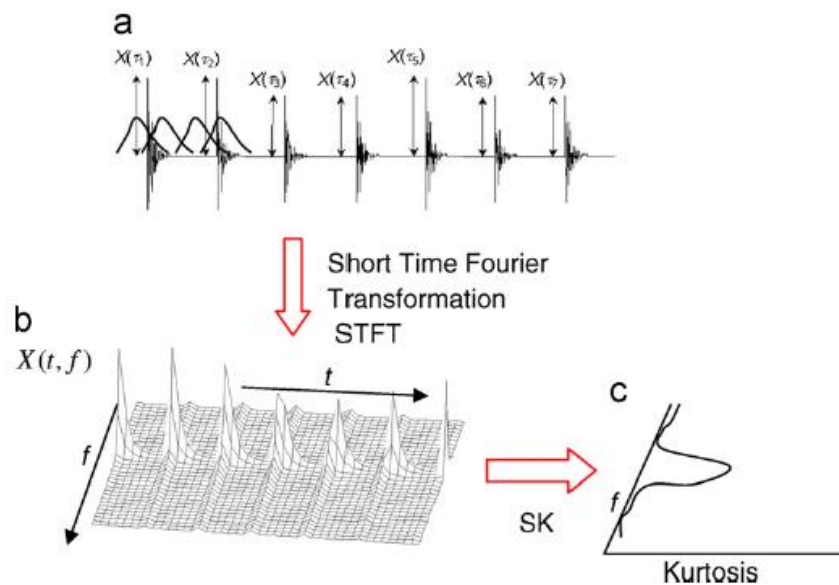 a
X(τ1) X(τ2) X(τ3) X(τ4) X(τ5) X(τ6) X(τ7)
Short Time Fourier
Transformation
STFT
b
X(t, f)
t
f
SK
c
f
Kurtosis